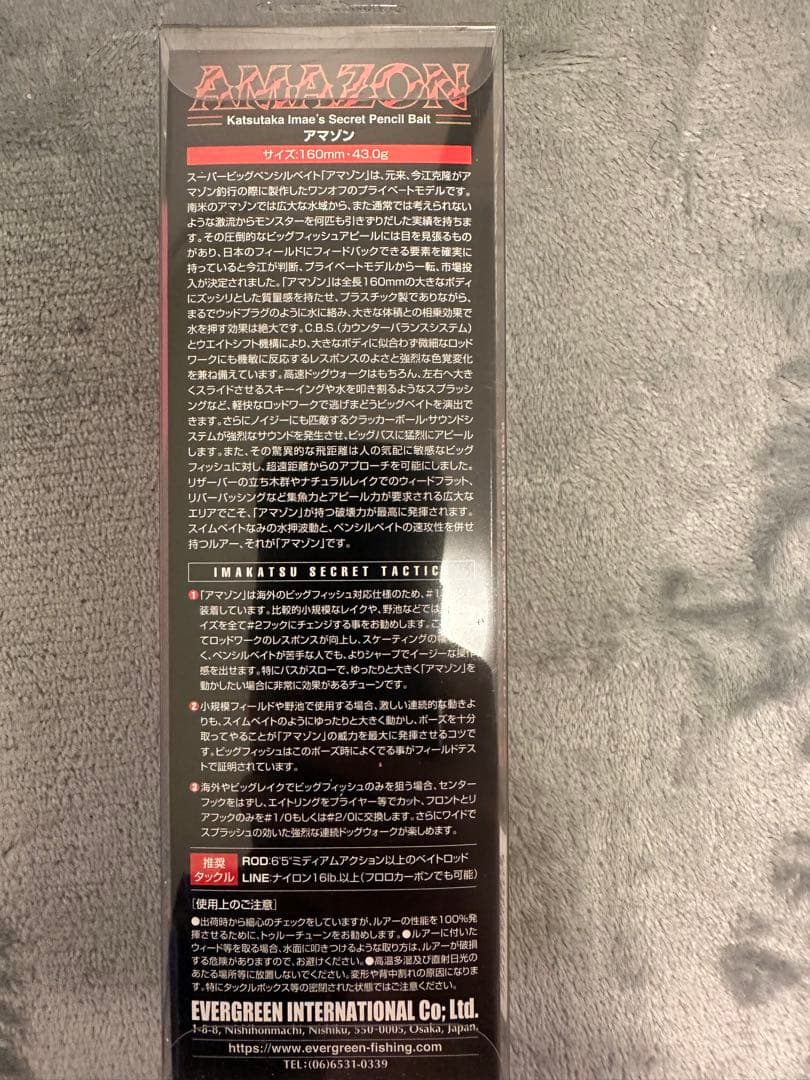 AMAZON
Katsutaka Imae's Secret Pencil Bait
アマゾン
サイズ:160mm・43.0g
スーパービッグペンシルベイト「アマゾン」は、元来、今江克隆がア
マゾン釣行の際に製作したワンオフのプライベートモデルです。
南米のアマゾンでは広大な水域から、また通常では考えられない
ような激流からモンスターを何匹も引きずりだした実績を持ちま
す。その圧倒的なビッグフィッシュアピールには目を見張るもの
があり、日本のフィールドにフィードバックできる要素を確実に
持っていると今江が判断、プライベートモデルから一転、市場投
入が決定されました。「アマゾン」は全長160mmの大きなボディ
にズッシリとした質量感を持たせ、プラスチック製でありながら、
まるでウッドプラグのように水に絡み、大きな体積との相乗効果で
水を押す効果は絶大です。C.B.S.(カウンターバランスシステム)
とウエイトシフト機構により、大きなボディに似合わず微細なロッド
ワークにも機敏に反応するレスポンスのよさと強烈な色覚変化
を兼ね備えています。高速ドッグウォークはもちろん、左右へ大き
くスライドさせるスキーイングや水を叩き割るようなスプラッシ
ングなど、軽快なロッドワークで逃げまどうビッグベイトを演出で
きます。さらにノイジーにも匹敵するクラッカーボール・サウンドシ
ステムが強烈なサウンドを発生させ、ビッグバスに猛烈にアピール
します。また、その驚異的な飛距離は人の気配に敏感なビッグ
フィッシュに対し、超遠距離からのアプローチを可能にしました。
リザーバーの立ち木群やナチュラルレイクでのウィードフラット、
リバーバッシングなど集魚力とアピール力が要求される広大な
エリアでこそ、「アマゾン」が持つ破壊力が最高に発揮されます。
スイムベイトなみの水押波動と、ペンシルベイトの速攻性を併せ
持つルアー、それが「アマゾン」です。
IMAKATSU SECRET TACTIC
1 「アマゾン」は海外のビッグフィッシュ対応仕様のため、#1
装着しています。比較的小規模なレイクや、野池などでは
イズを全て#2フックにチェンジする事をお勧めします。こ
てロッドワークのレスポンスが向上し、スケーティングの
く、ペンシルベイトが苦手な人でも、よりシャープでイージーな操作
感を出せます。特にバスがスローで、ゆったりと大きく「アマゾン」を
動かしたい場合に非常に効果があるチューンです。
2 小規模フィールドや野池で使用する場合、激しい連続的な動きよ
りも、スイムベイトのようにゆったりと大きく動かし、ポーズを十分
取ってやることが「アマゾン」の威力を最大に発揮させるコツで
す。ビッグフィッシュはこのポーズ時によくでる事がフィールドテス
トで証明されています。
3 海外やビッグレイクでビッグフィッシュのみを狙う場合、センター
フックをはずし、エイトリングをプライヤー等でカット、フロントとリ
アフックのみを#1/0もしくは#2/0に交換します。さらにワイドで
スプラッシュの効いた強烈な連続ドッグウォークが楽しめます。
推奨タックル
ROD:6'5"ミディアムアクション以上のベイトロッド
LINE:ナイロン16lb.以上(フロロカーボンでも可能)
[使用上のご注意]
●出荷時から細心のチェックをしていますが、ルアーの性能を100%発
揮させるために、トゥルーチューンをお勧めします。●ルアーに付いた
ウィード等を取る場合、水面に叩きつけるような取り方は、ルアーが破損
する危険がありますので、お避けください。●高温多湿及び直射日光の
あたる場所等に放置しないでください。変形や背中割れの原因になりま
す。特にタックルボックス等の密閉された状態ではご注意ください。
EVERGREEN INTERNATIONAL Co; Ltd.
1-8-8, Nishihonmachi, Nishiku, 550-0005, Osaka, Japan.
https://www.evergreen-fishing.com
TEL:(06)6531-0339